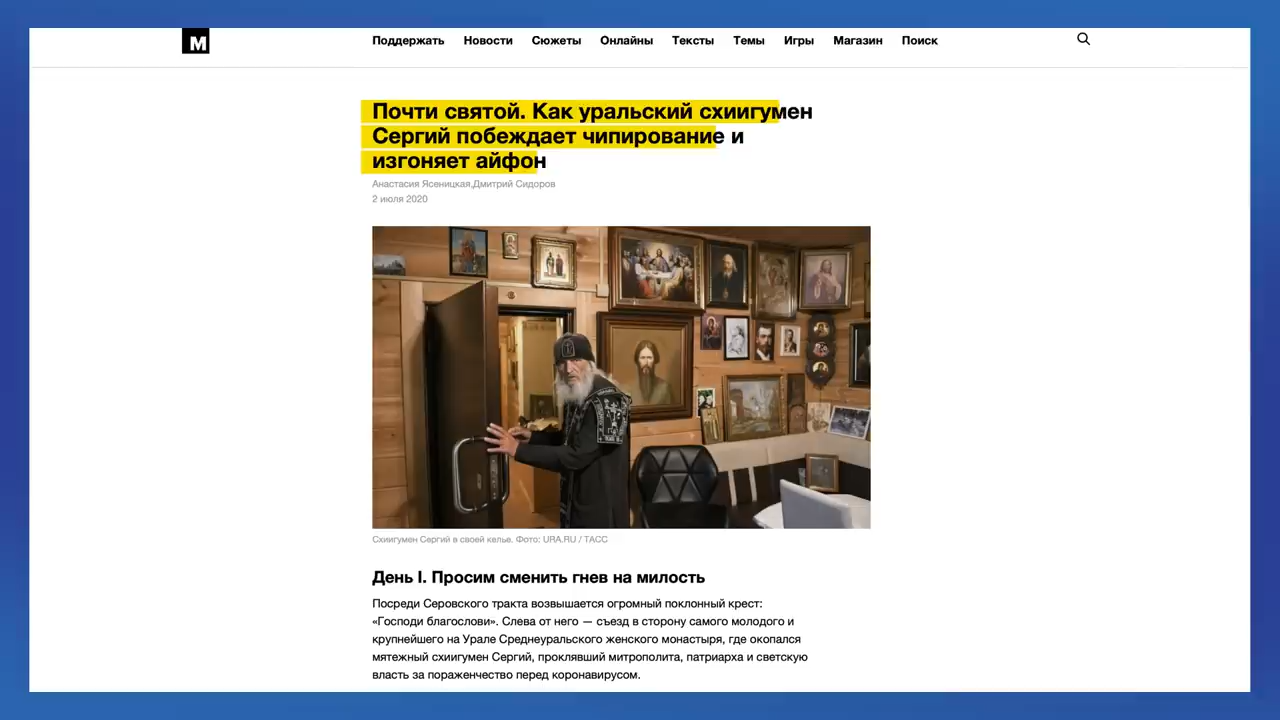 M
Поддержать Новости Сюжеты Онлайны Тексты Темы Игры Магазин Поиск
Почти святой. Как уральский схиигумен
Сергий побеждает чипирование и
изгоняет айфон
Анастасия Ясеницкая,Дмитрий Сидоров
2 июля 2020
Схиигумен Сергий в своей келье. Фото: URA.RU / ТАСС
День I. Просим сменить гнев на милость
Посреди Серовского тракта возвышается огромный поклонный крест:
«Господи благослови». Слева от него — съезд в сторону самого молодого и
крупнейшего на Урале Среднеуральского женского монастыря, где окопался
мятежный схиигумен Сергий, проклявший митрополита, патриарха и светскую
власть за пораженчество перед коронавирусом.